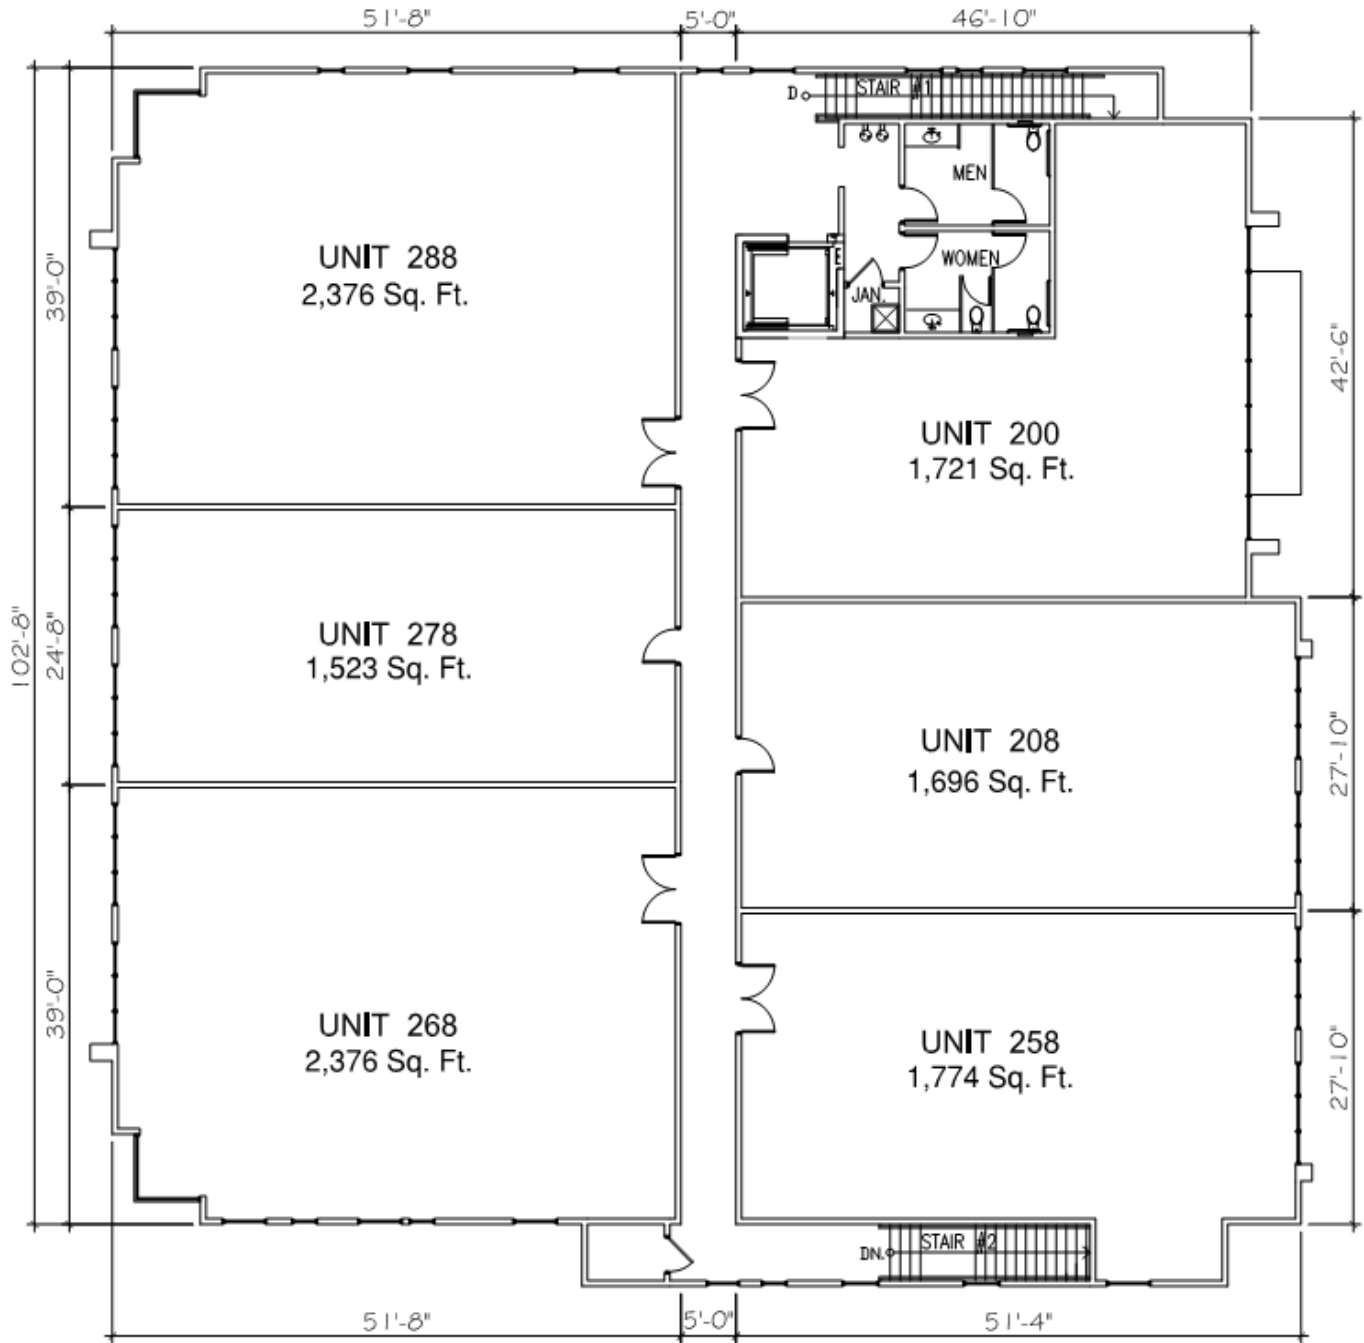 51'-8" 5'-0" 46'-10"
STAIR #1
D
MEN
WOMEN
E
JAN.
UNIT 288
2,376 Sq. Ft.
39'-0"
42'-6"
UNIT 200
1,721 Sq. Ft.
102'-8"
24'-8"
UNIT 278
1,523 Sq. Ft.
UNIT 208
1,696 Sq. Ft.
27'-10"
39'-0"
UNIT 268
2,376 Sq. Ft.
UNIT 258
1,774 Sq. Ft.
27'-10"
DN. STAIR #2
51'-8" 5'-0" 51'-4"